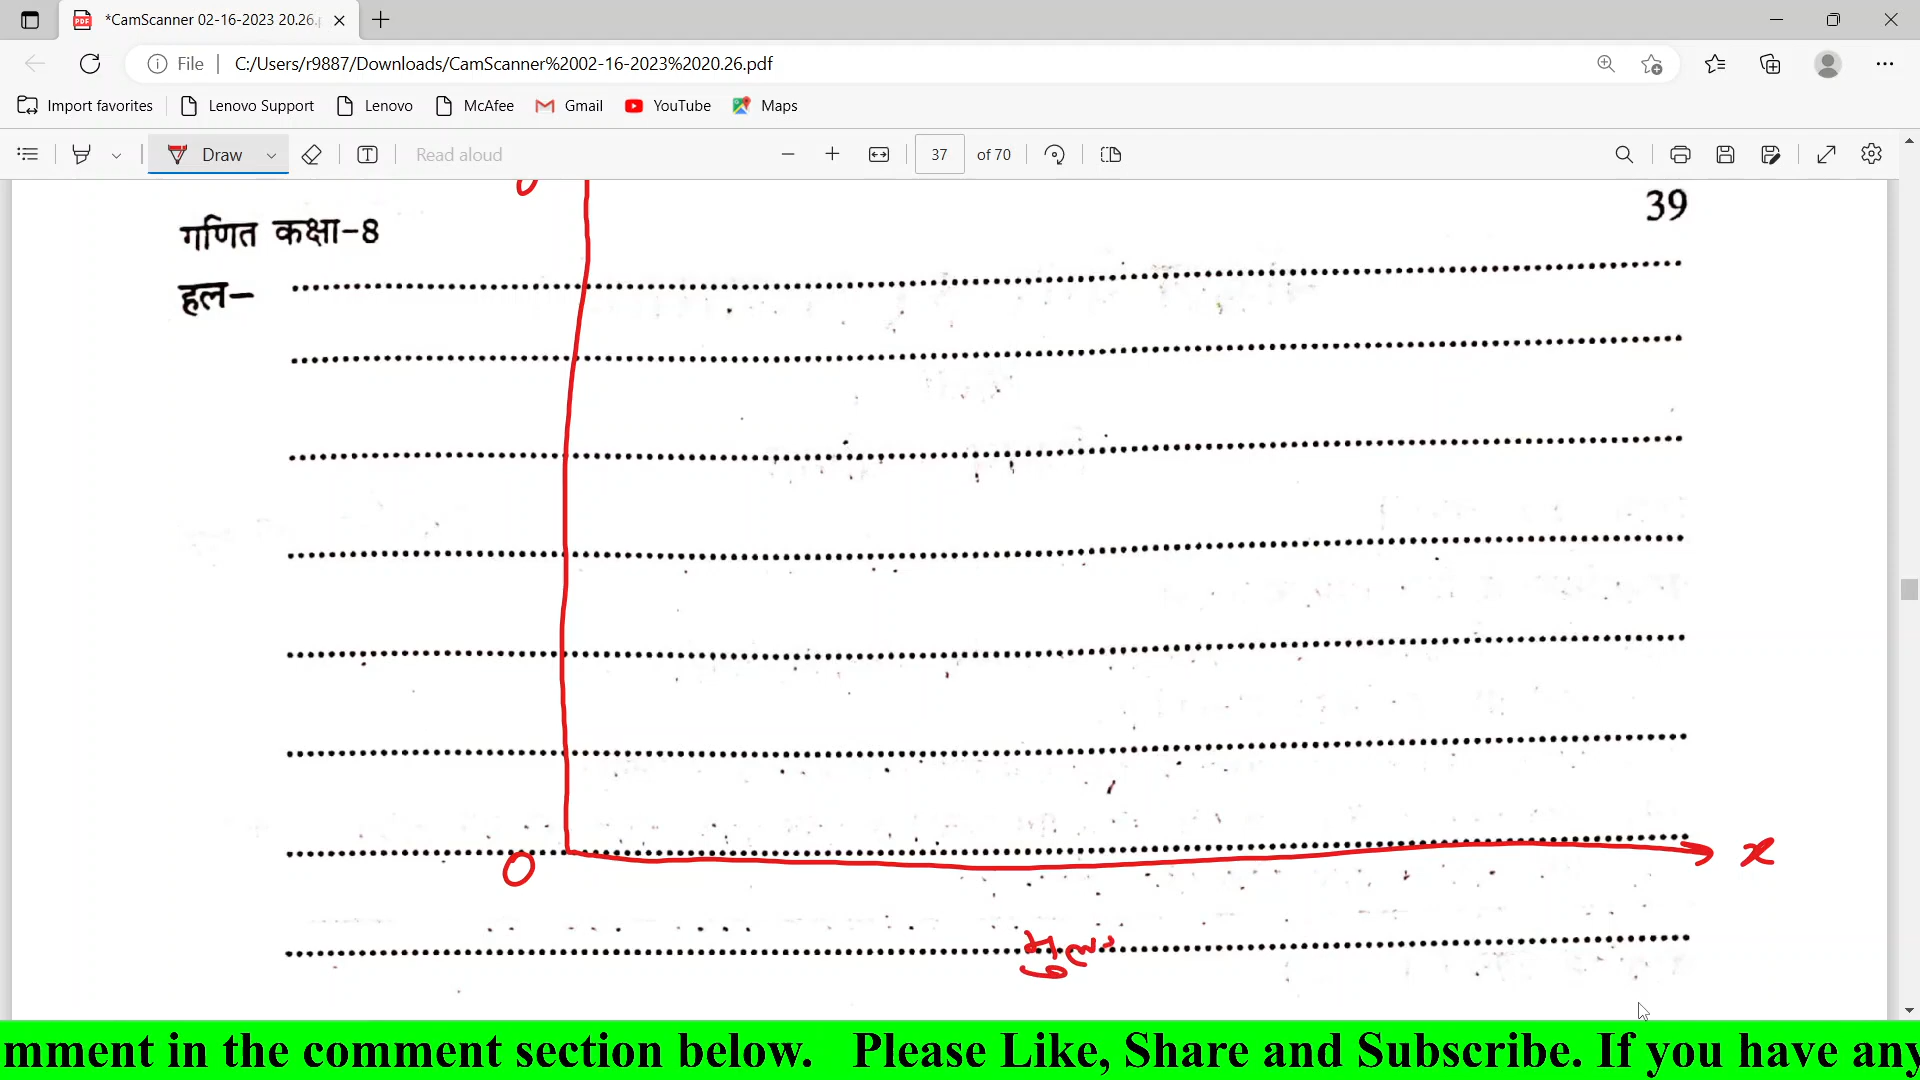 *CamScanner 02-16-2023 20.26.
File C:/Users/r9887/Downloads/CamScanner%2002-16-2023%2020.26.pdf
Import favorites Lenovo Support Lenovo McAfee Gmail YouTube Maps
Draw Read aloud 37 of 70
39
गणित कक्षा-8
हल-
O x
mment in the comment section below. Please Like, Share and Subscribe. If you have any